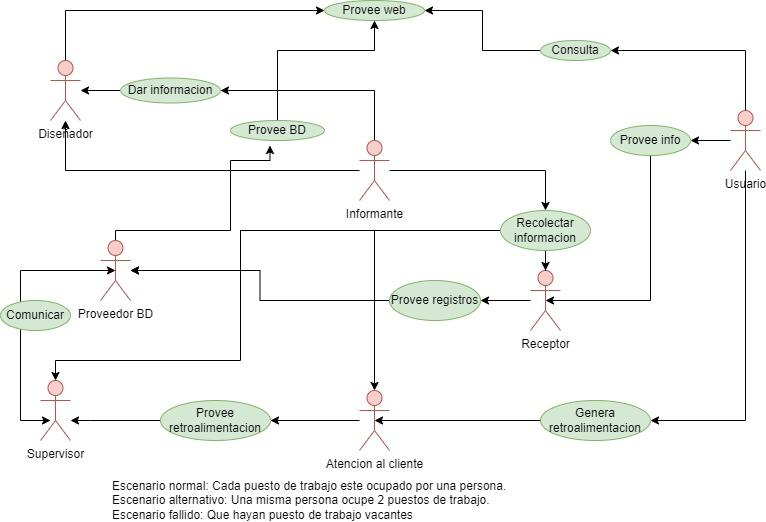 Provee web
Consulta
Dar informacion
Diseñador
Provee BD
Provee info
Usuario
Informante
Recolectar
informacion
Provee registros
Proveedor BD
Comunicar
Receptor
Provee
retroalimentacion
Genera
retroalimentacion
Supervisor
Atencion al cliente
Escenario normal: Cada puesto de trabajo este ocupado por una persona.
Escenario alternativo: Una misma persona ocupe 2 puestos de trabajo.
Escenario fallido: Que hayan puesto de trabajo vacantes